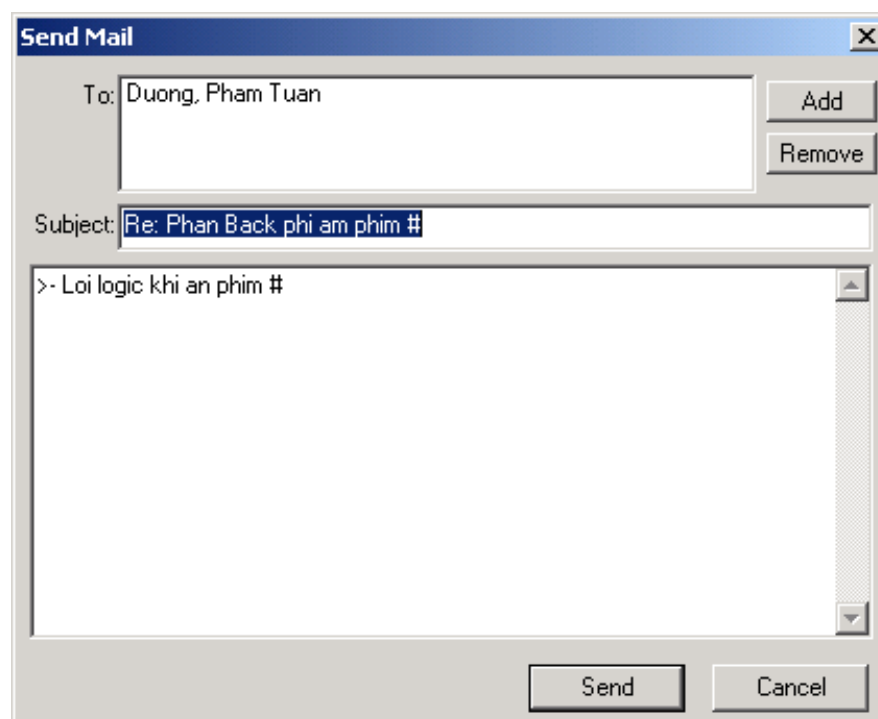 Send Mail
To: Duong, Pham Tuan
Add
Remove
Subject: Re: Phan Back phi am phim #
>- Loi logic khi an phim #
Send
Cancel